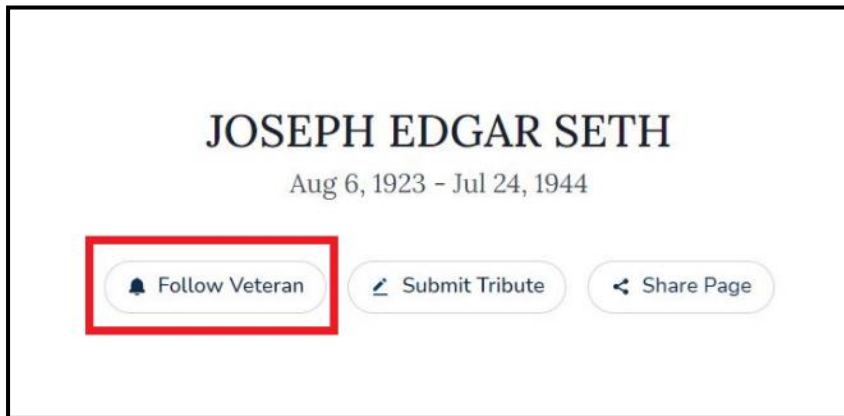 JOSEPH EDGAR SETH
Aug 6, 1923 - Jul 24, 1944
Follow Veteran Submit Tribute Share Page